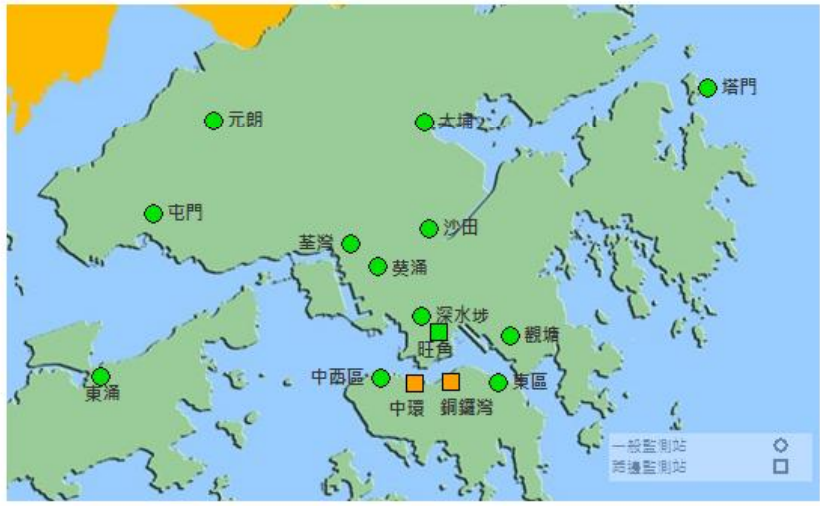 塔門
元朗
大埔
屯門
沙田
荃灣
葵涌
深水埗
旺角
觀塘
中西區
東區
東涌
中環
銅鑼灣
一般監測站
路邊監測站